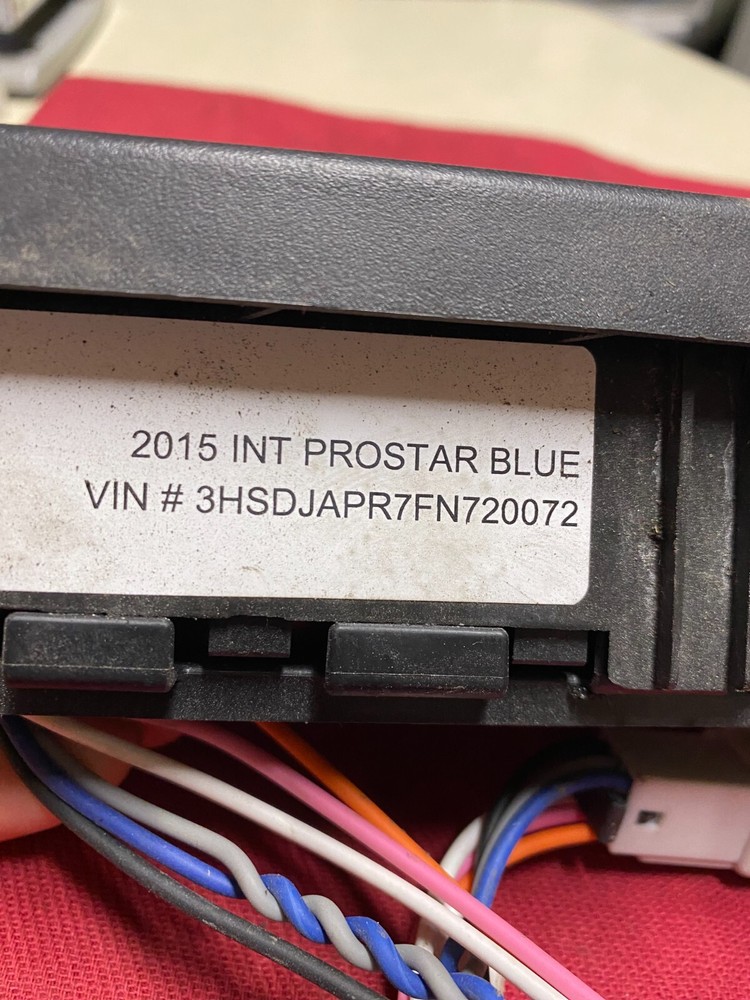 2015 INT PROSTAR BLUE
VIN # 3HSDJAPR7FN720072